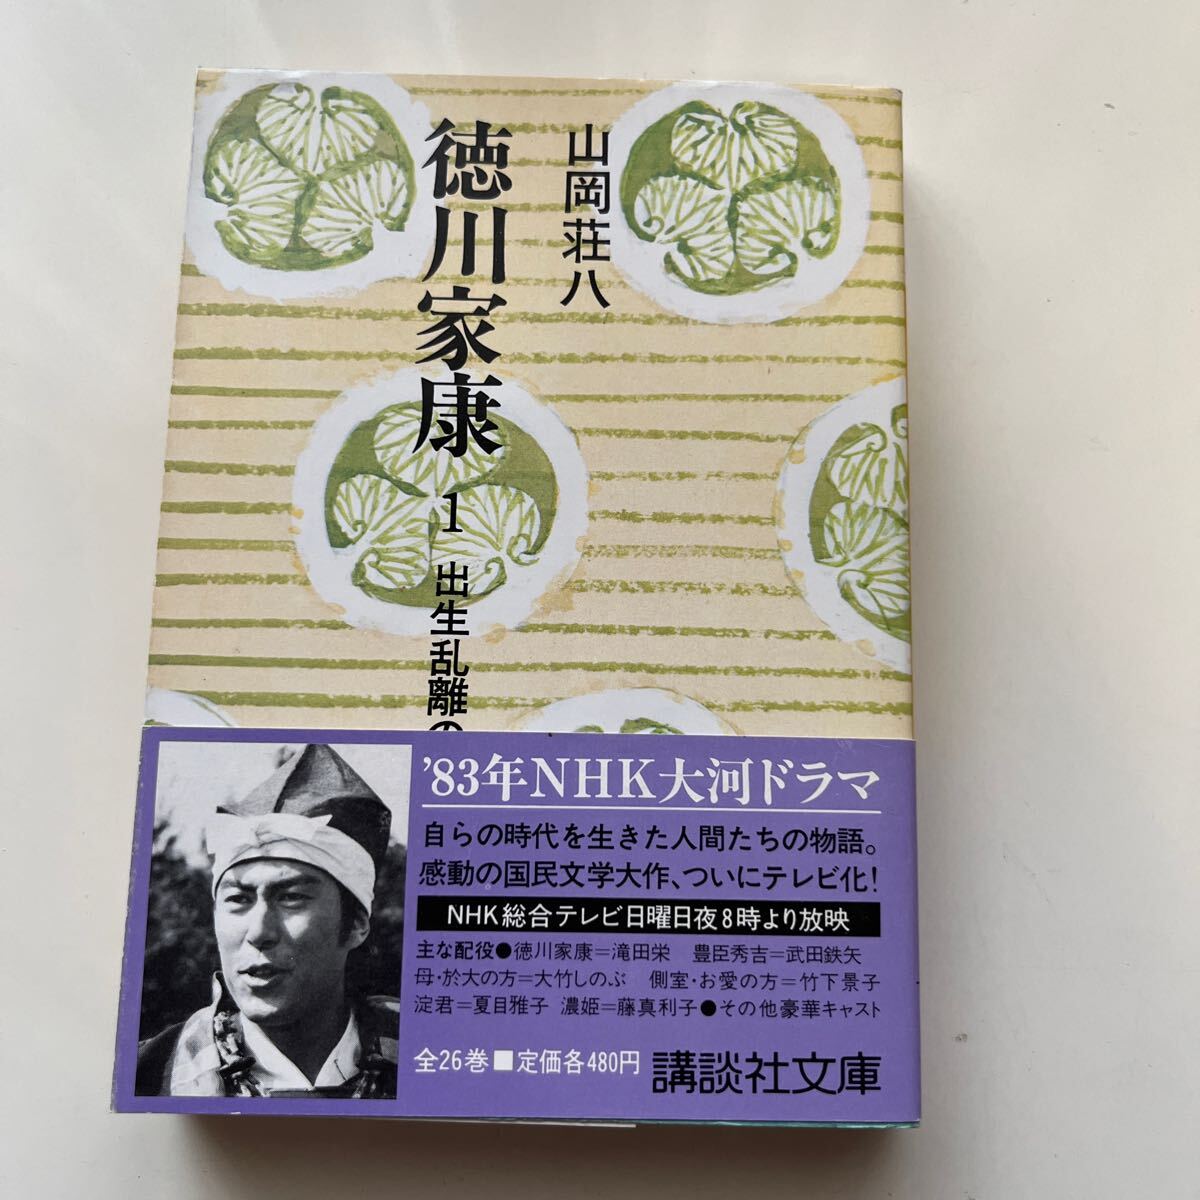 山岡荘八
徳川家康 1 出生乱離の
'83年NHK大河ドラマ
自らの時代を生きた人間たちの物語。
感動の国民文学大作、ついにテレビ化!
NHK総合テレビ日曜日夜8時より放映
主な配役●徳川家康=滝田栄 豊臣秀吉=武田鉄矢
母・於大の方=大竹しのぶ 側室・お愛の方=竹下景子
淀君=夏目雅子 濃姫=藤真利子●その他豪華キャスト
全26巻■定価各480円 講談社文庫